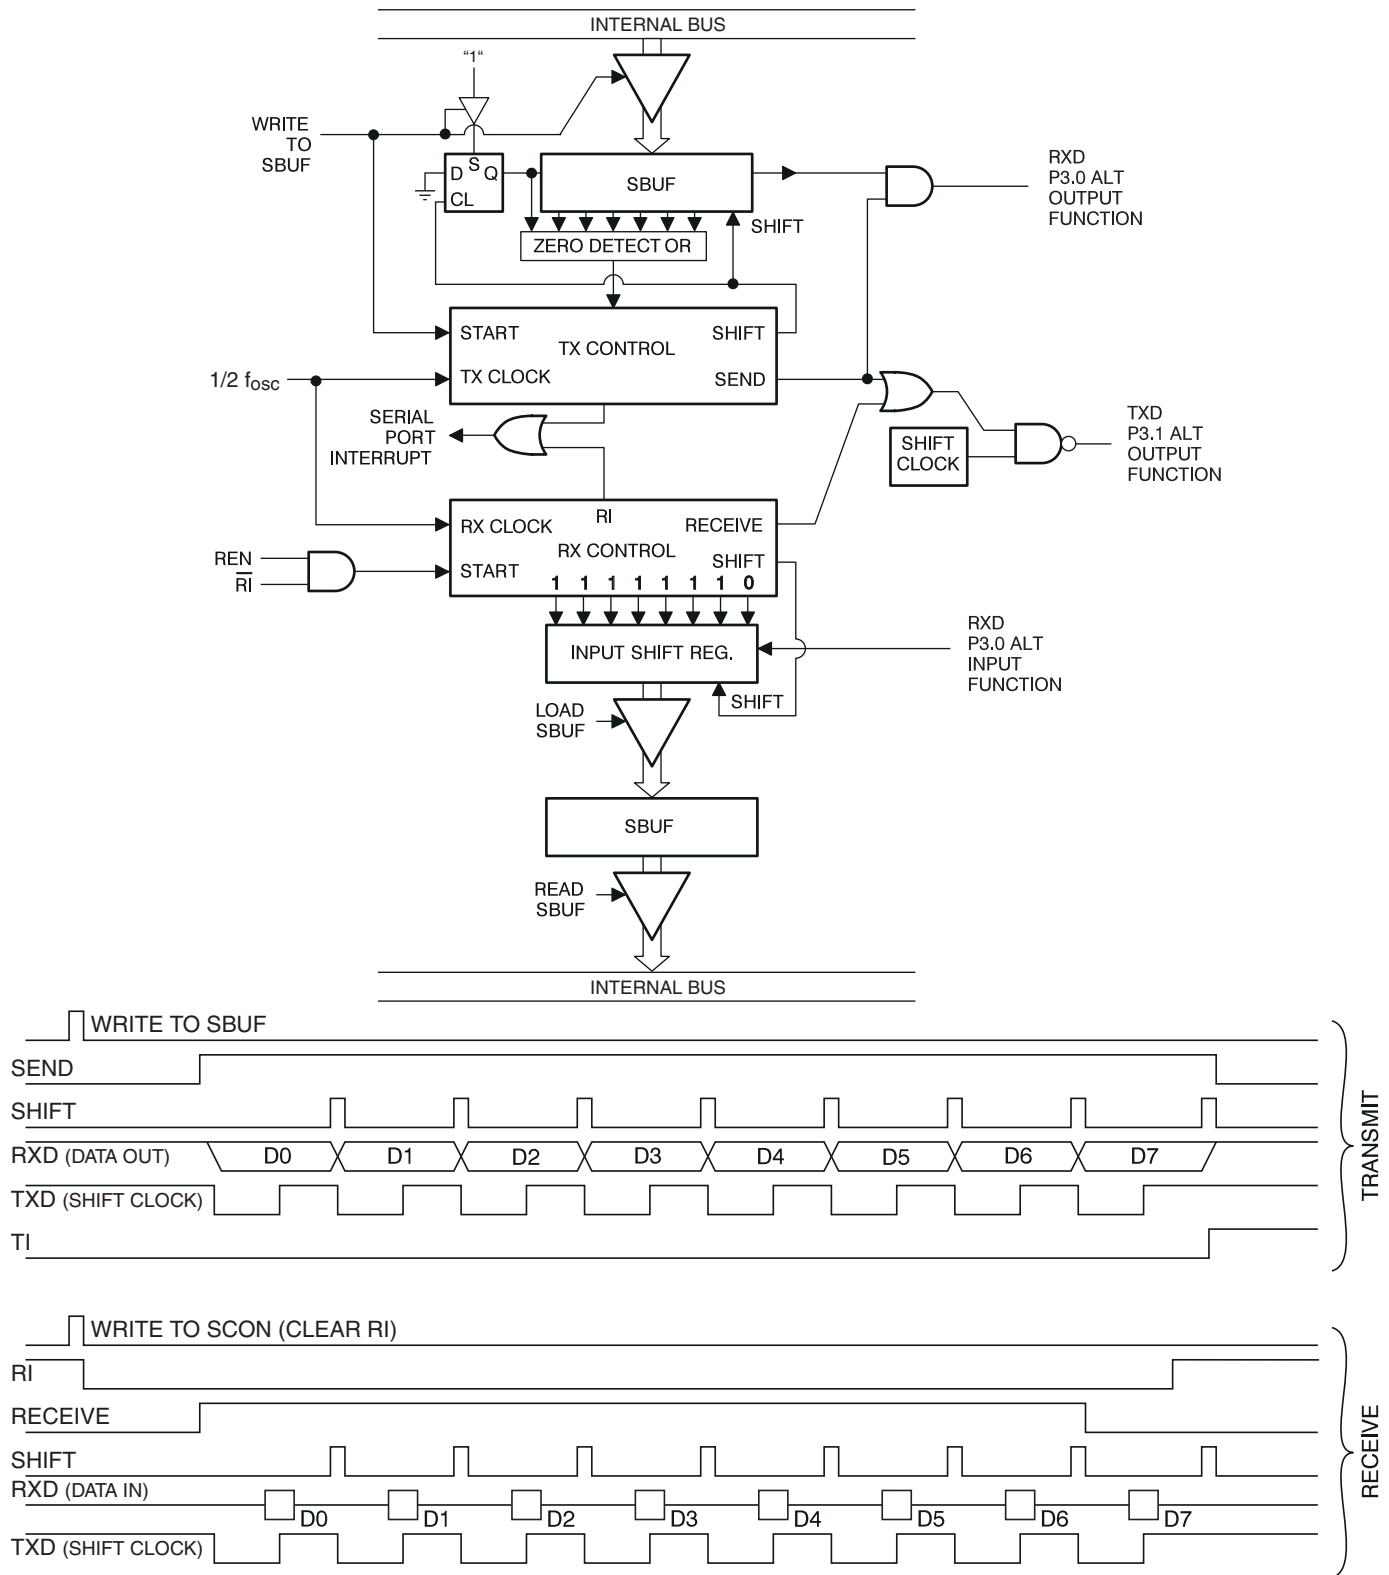 INTERNAL BUS
“1“
WRITE
TO
SBUF
D S Q
CL
SBUF
SHIFT
ZERO DETECT OR
RXD
P3.0 ALT
OUTPUT
FUNCTION
START
SHIFT
TX CONTROL
1/2 fOSC
TX CLOCK
SEND
SERIAL
PORT
INTERRUPT
SHIFT
CLOCK
TXD
P3.1 ALT
OUTPUT
FUNCTION
RX CLOCK
RI
RECEIVE
RX CONTROL
SHIFT
REN
RI
START
1 1 1 1 1 1 1 0
INPUT SHIFT REG.
RXD
P3.0 ALT
INPUT
FUNCTION
LOAD
SBUF
SHIFT
SBUF
READ
SBUF
INTERNAL BUS
WRITE TO SBUF
SEND
SHIFT
RXD (DATA OUT) D0 D1 D2 D3 D4 D5 D6 D7
TXD (SHIFT CLOCK)
TI
TRANSMIT
WRITE TO SCON (CLEAR RI)
RI
RECEIVE
SHIFT
RXD (DATA IN) D0 D1 D2 D3 D4 D5 D6 D7
TXD (SHIFT CLOCK)
RECEIVE